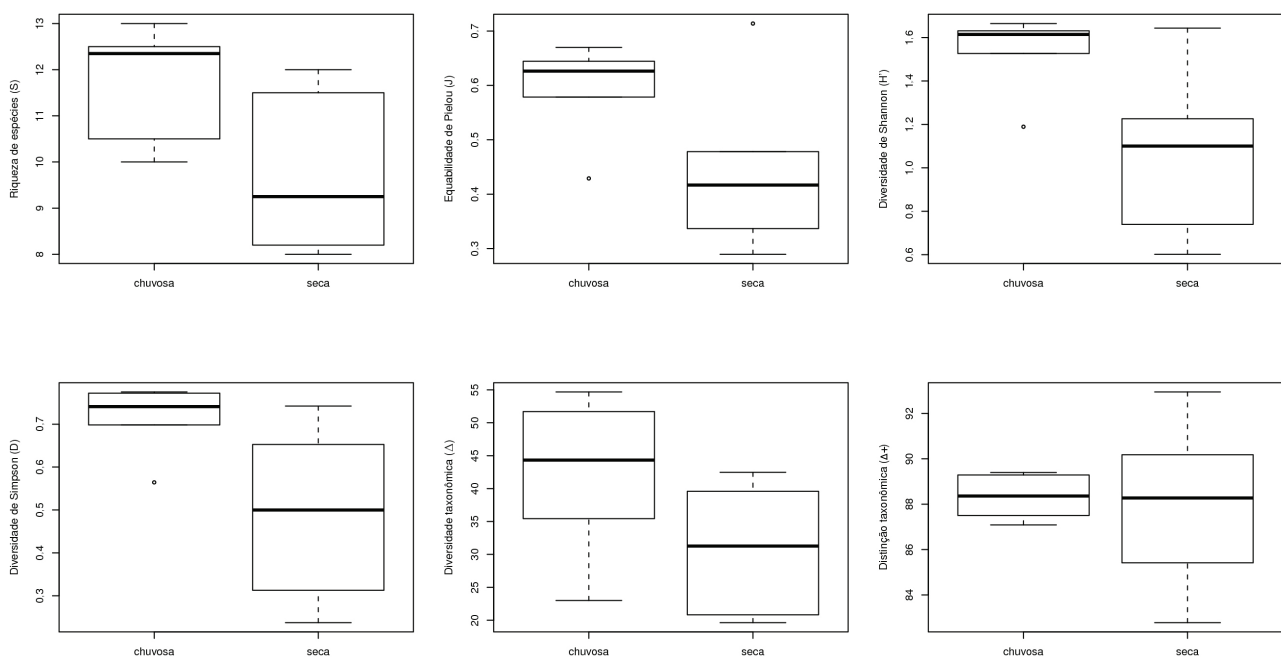 Riqueza de espécies (S)
13
12
11
10
9
8
chuvosa
seca
Equabilidade de Pielou (J)
0.7
0.6
0.5
0.4
0.3
chuvosa
seca
Diversidade de Shannon (H')
1.6
1.4
1.2
1.0
0.8
0.6
chuvosa
seca
Diversidade de Simpson (D)
0.7
0.6
0.5
0.4
0.3
chuvosa
seca
Diversidade taxonômica (Δ)
55
50
45
40
35
30
25
20
chuvosa
seca
Distinção taxonômica (Δ+)
92
90
88
86
84
chuvosa
seca